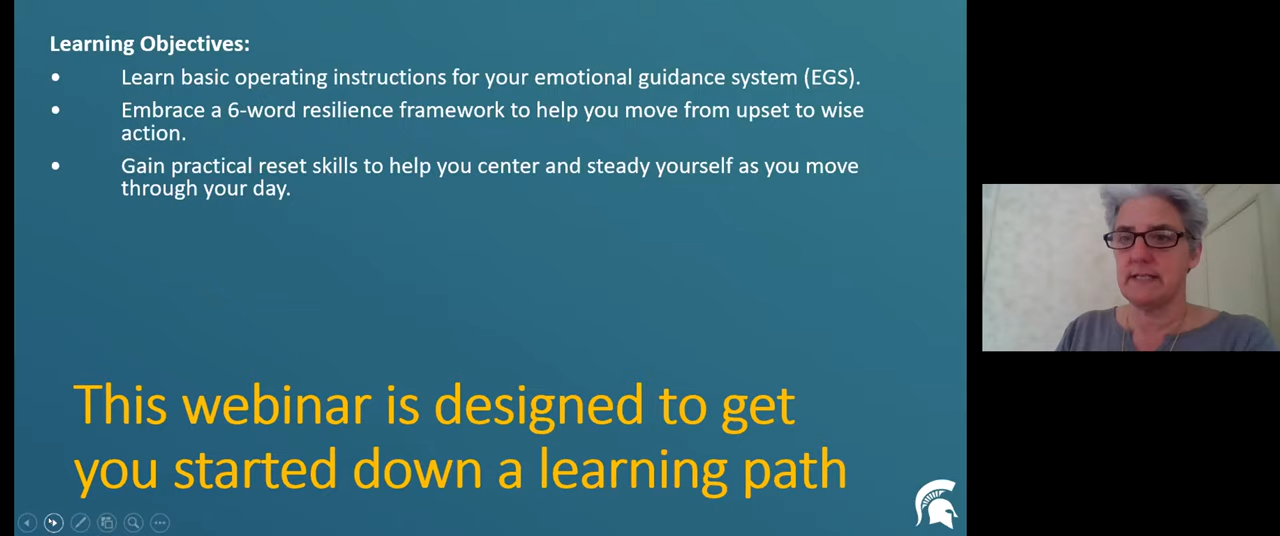 Learning Objectives:
• Learn basic operating instructions for your emotional guidance system (EGS).
• Embrace a 6-word resilience framework to help you move from upset to wise
action.
• Gain practical reset skills to help you center and steady yourself as you move
through your day.
This webinar is designed to get
you started down a learning path